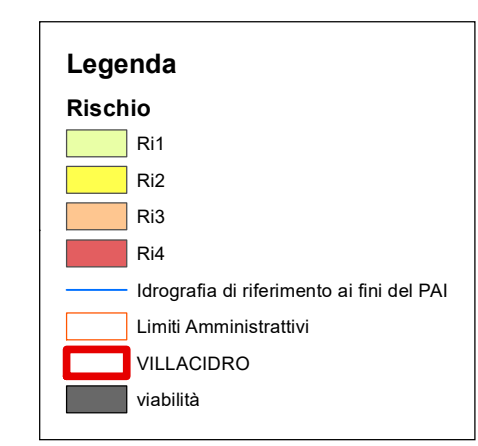 Legenda
Rischio
Ri1
Ri2
Ri3
Ri4
Idrografia di riferimento ai fini del PAI
Limiti Amministrattivi
VILLACIDRO
viabilità